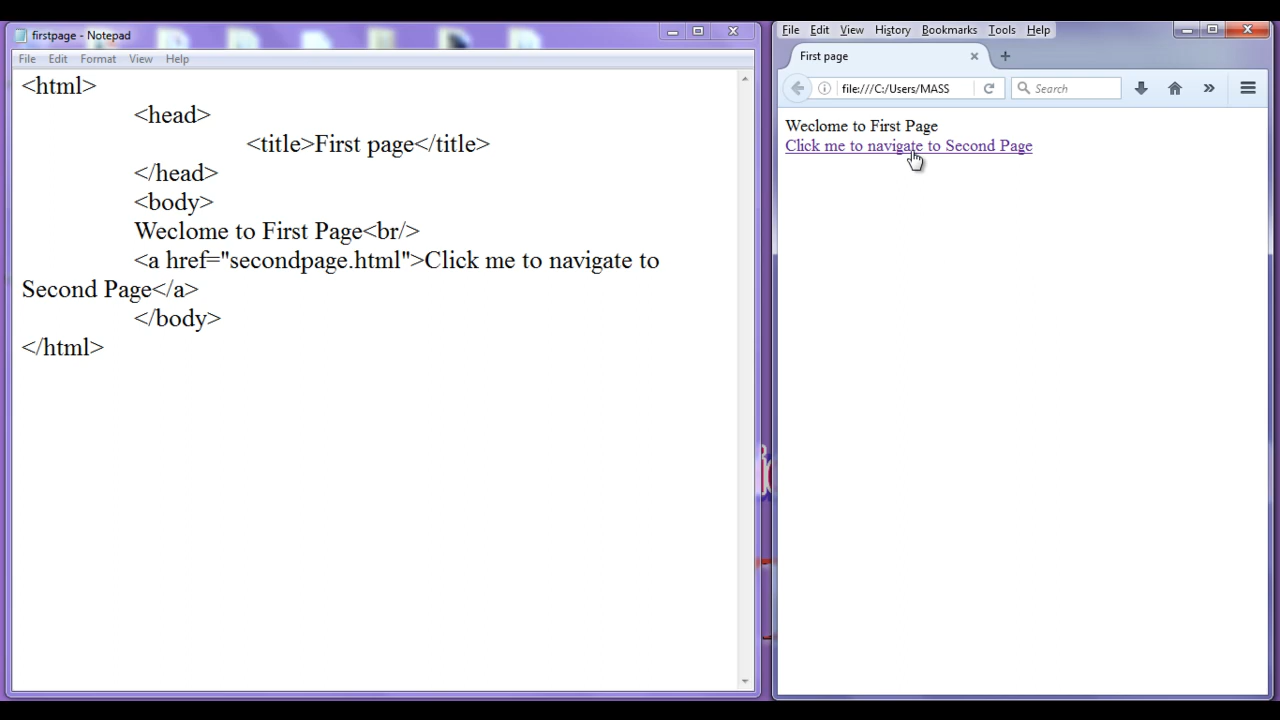 firstpage - Notepad
File Edit Format View Help
<html>
<head>
<title>First page</title>
</head>
<body>
Weclome to First Page<br/>
<a href="secondpage.html">Click me to navigate to
Second Page</a>
</body>
</html>
File Edit View History Bookmarks Tools Help
First page
file:///C:/Users/MASS
Search
Weclome to First Page
Click me to navigate to Second Page